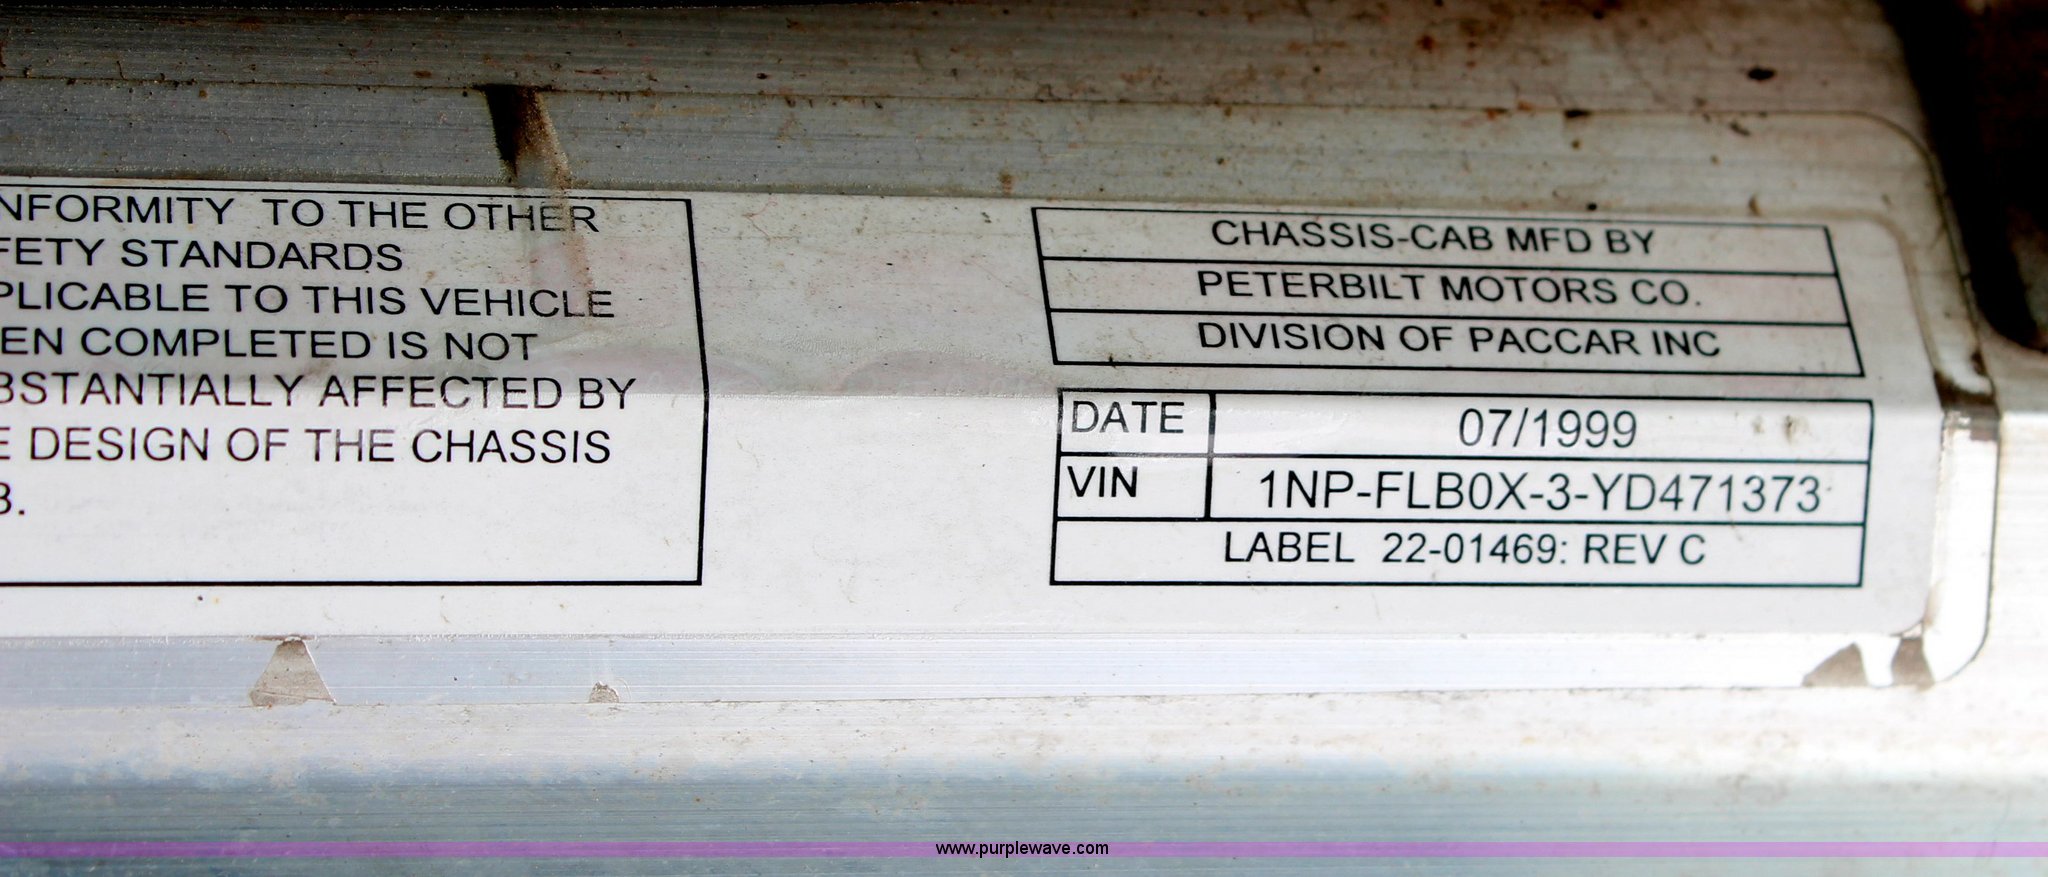 NFORMITY TO THE OTHER
FETY STANDARDS
PLICABLE TO THIS VEHICLE
EN COMPLETED IS NOT
BSTANTIALLY AFFECTED BY
E DESIGN OF THE CHASSIS
B.
CHASSIS-CAB MFD BY
PETERBILT MOTORS CO.
DIVISION OF PACCAR INC
DATE 07/1999
VIN 1NP-FLB0X-3-YD471373
LABEL 22-01469: REV C
www.purplewave.com